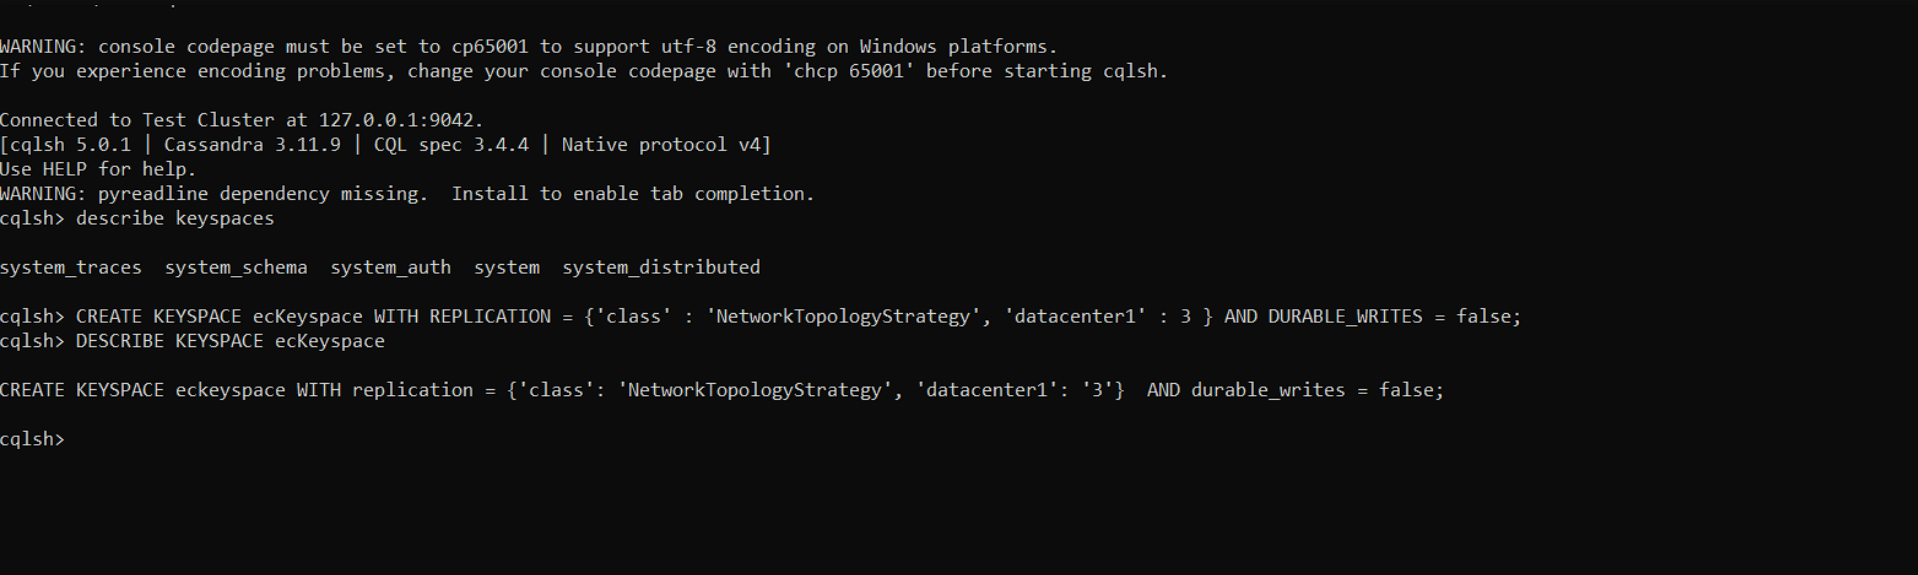 WARNING: console codepage must be set to cp65001 to support utf-8 encoding on Windows platforms.
If you experience encoding problems, change your console codepage with 'chcp 65001' before starting cqlsh.
Connected to Test Cluster at 127.0.0.1:9042.
[cqlsh 5.0.1 | Cassandra 3.11.9 | CQL spec 3.4.4 | Native protocol v4]
Use HELP for help.
WARNING: pyreadline dependency missing.  Install to enable tab completion.
cqlsh> describe keyspaces
system_traces  system_schema  system_auth  system  system_distributed
cqlsh> CREATE KEYSPACE ecKeyspace WITH REPLICATION = {'class' : 'NetworkTopologyStrategy', 'datacenter1' : 3 } AND DURABLE_WRITES = false;
cqlsh> DESCRIBE KEYSPACE ecKeyspace
CREATE KEYSPACE eckeyspace WITH replication = {'class': 'NetworkTopologyStrategy', 'datacenter1': '3'}  AND durable_writes = false;
cqlsh>